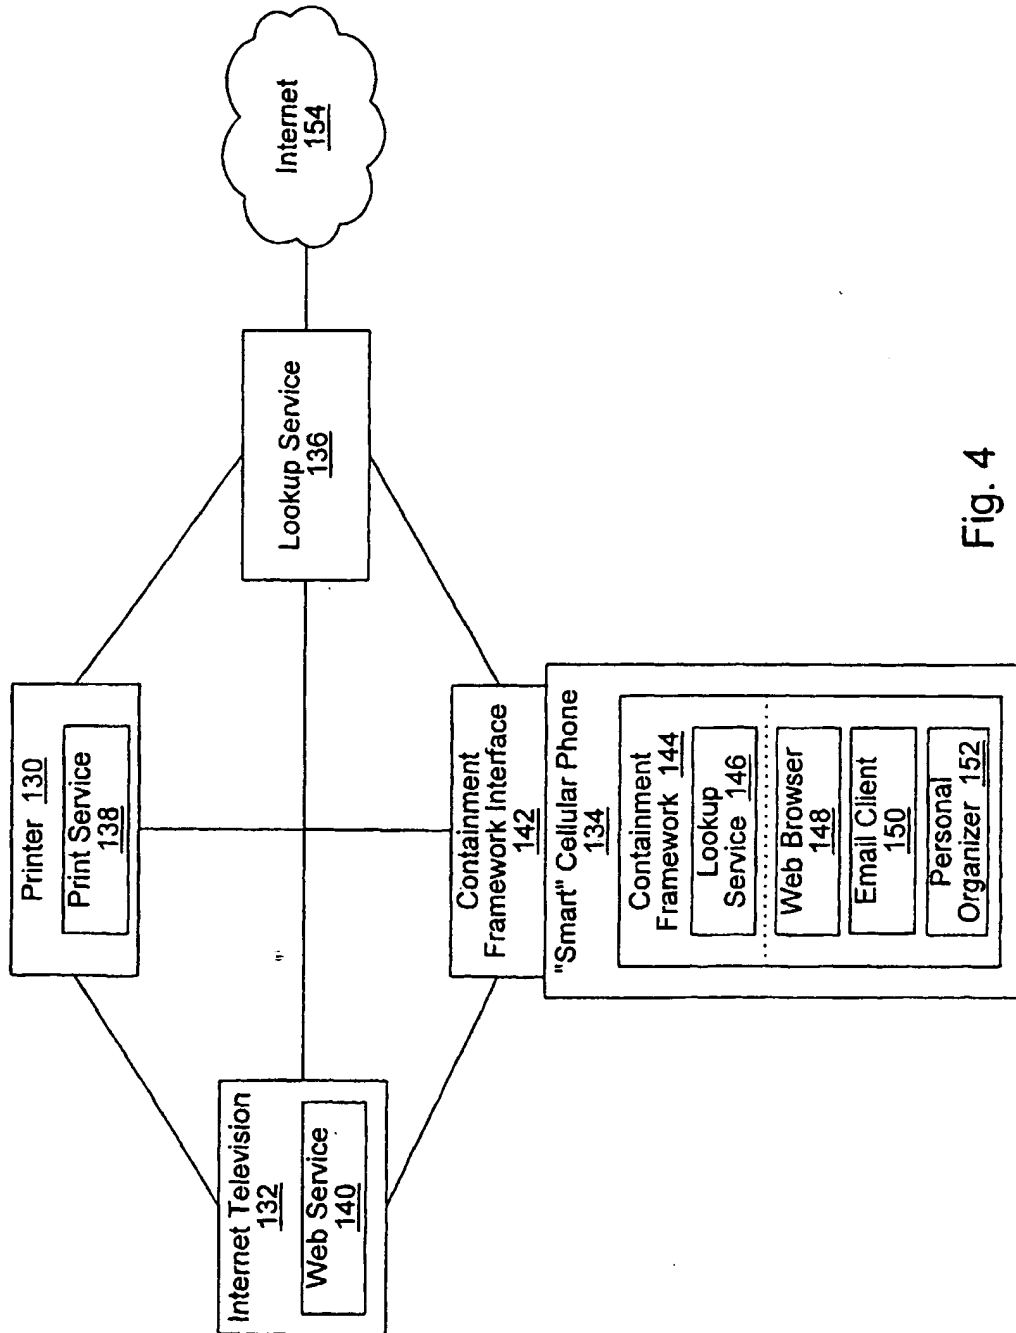 Printer 130
Print Service
138
Internet Television
132
Web Service
140
Lookup Service
136
Internet
154
Containment
Framework Interface
142
"Smart" Cellular Phone
134
Containment
Framework 144
Lookup
Service 146
Web Browser
148
Email Client
150
Personal
Organizer 152
Fig. 4